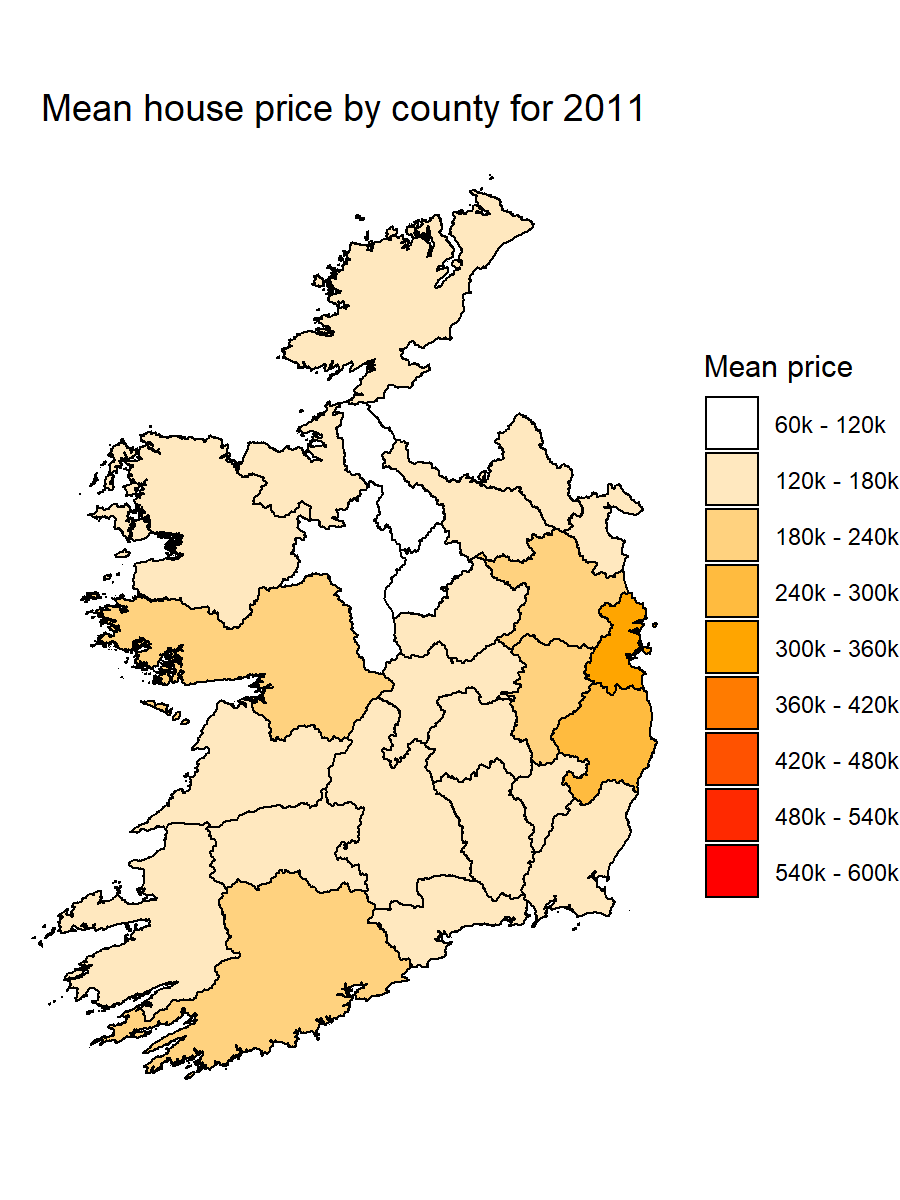 Mean house price by county for 2011
Mean price
60k - 120k
120k - 180k
180k - 240k
240k - 300k
300k - 360k
360k - 420k
420k - 480k
480k - 540k
540k - 600k